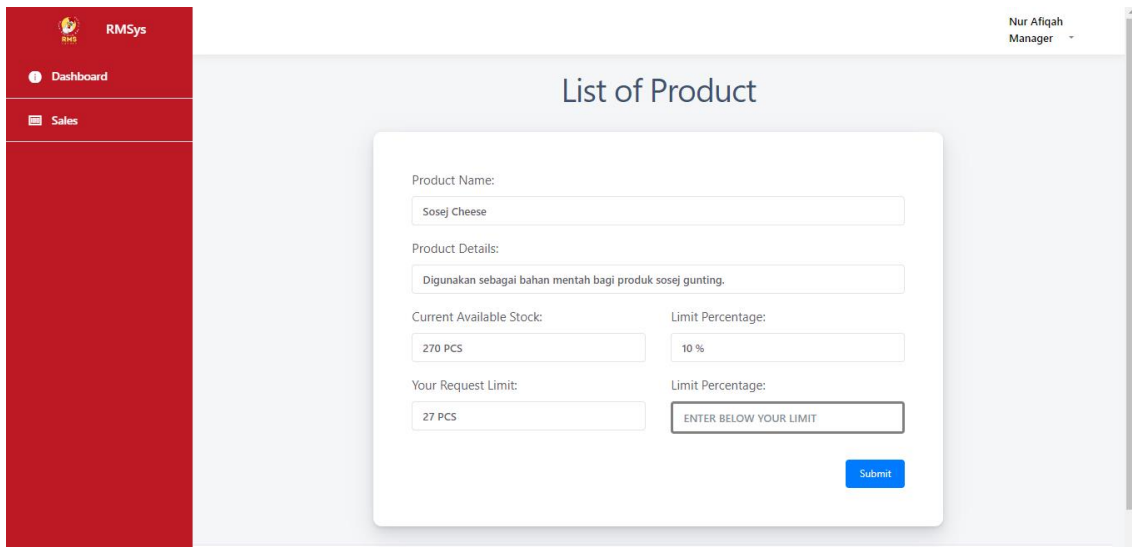 RMS
RMSys
Nur Afiqah
Manager
Dashboard
Sales
List of Product
Product Name:
Sosej Cheese
Product Details:
Digunakan sebagai bahan mentah bagi produk sosej gunting.
Current Available Stock:
Limit Percentage:
270 PCS
10 %
Your Request Limit:
Limit Percentage:
27 PCS
ENTER BELOW YOUR LIMIT
Submit